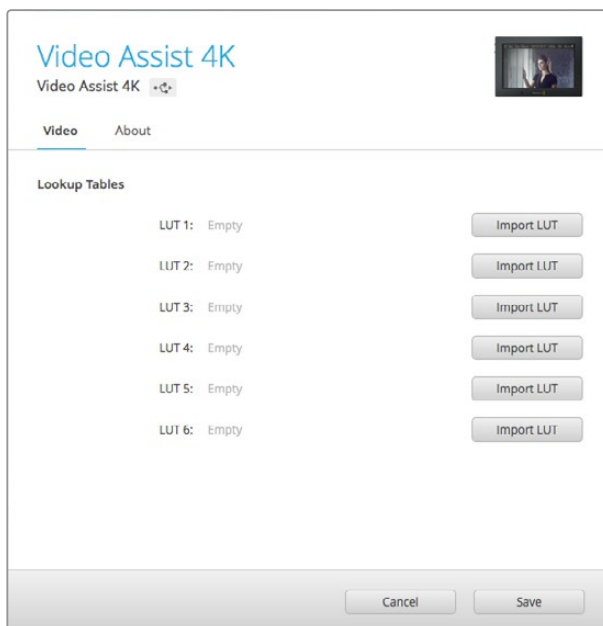 Video Assist 4K
Video Assist 4K
Video About
Lookup Tables
LUT 1: Empty Import LUT
LUT 2: Empty Import LUT
LUT 3: Empty Import LUT
LUT 4: Empty Import LUT
LUT 5: Empty Import LUT
LUT 6: Empty Import LUT
Cancel Save